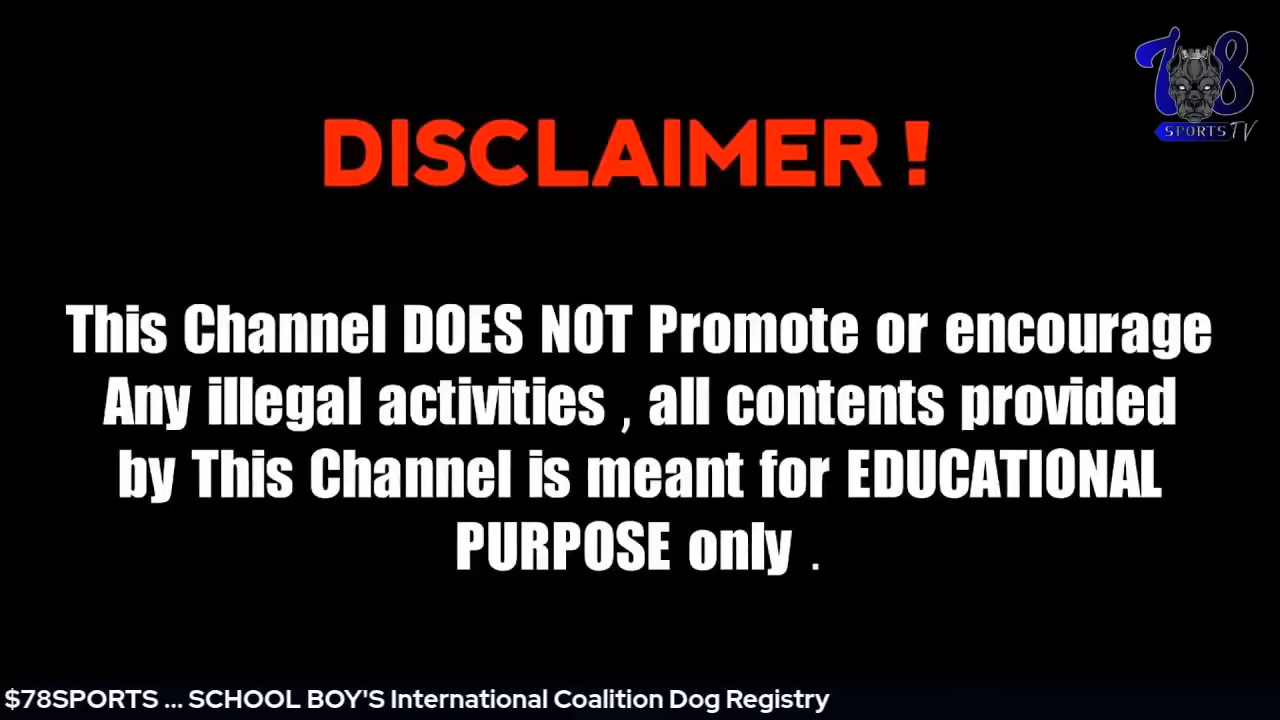 78
SPORTS TV
DISCLAIMER !
This Channel DOES NOT Promote or encourage
Any illegal activities , all contents provided
by This Channel is meant for EDUCATIONAL
PURPOSE only .
$78SPORTS ... SCHOOL BOY'S International Coalition Dog Registry